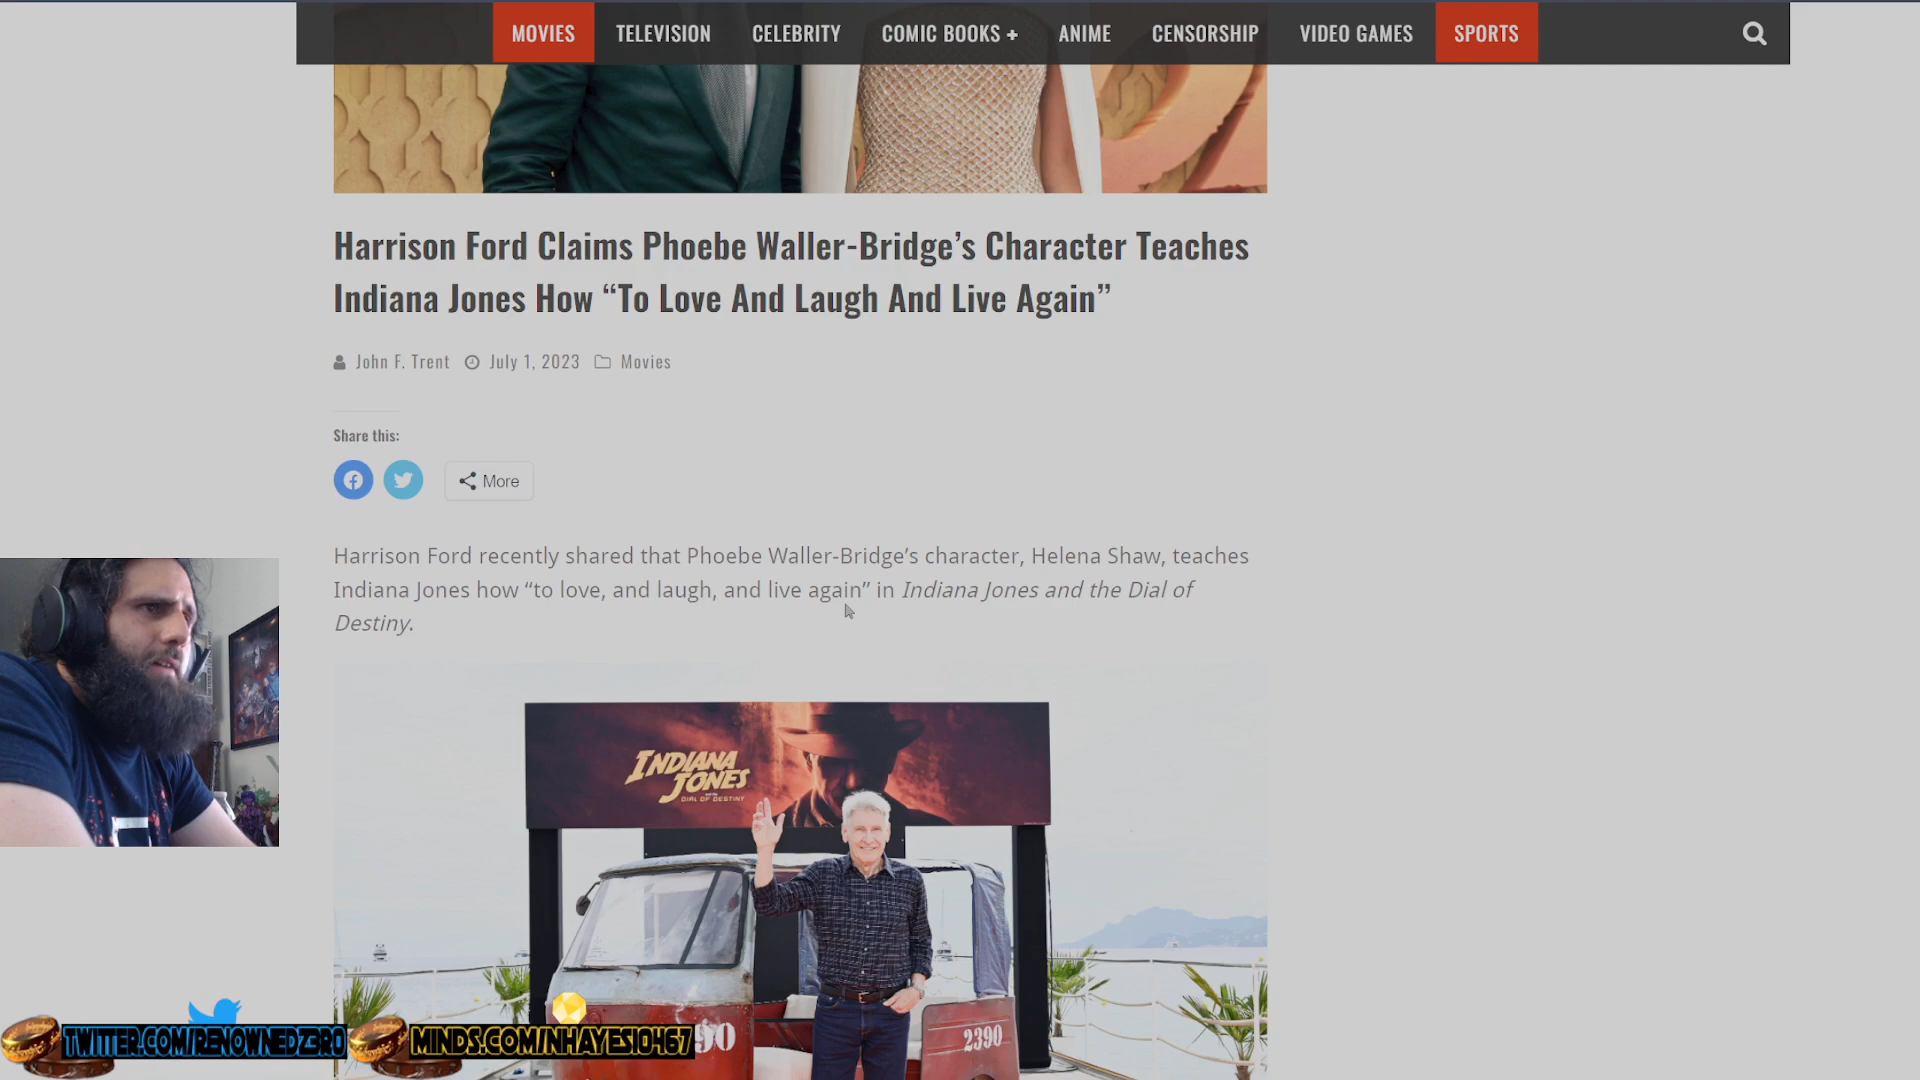 MOVIES TELEVISION CELEBRITY COMIC BOOKS + ANIME CENSORSHIP VIDEO GAMES SPORTS
Harrison Ford Claims Phoebe Waller-Bridge’s Character Teaches
Indiana Jones How “To Love And Laugh And Live Again”
John F. Trent July 1, 2023 Movies
Share this:
More
Harrison Ford recently shared that Phoebe Waller-Bridge’s character, Helena Shaw, teaches
Indiana Jones how “to love, and laugh, and live again” in Indiana Jones and the Dial of
Destiny.
INDIANA
JONES
DIAL OF DESTINY
90
2390
TWITTER.COM/RENOWNEDZ3RO
MINDS.COM/NHAYES10467